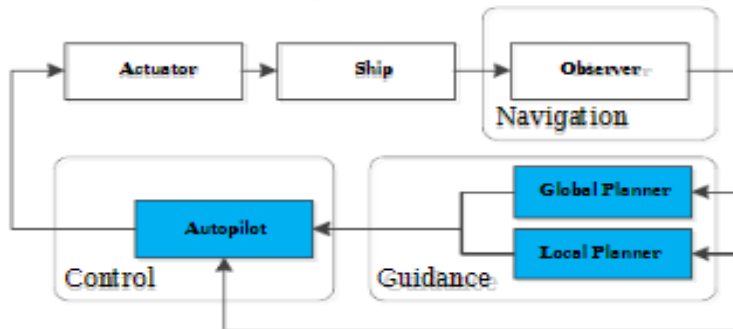 Actuator
Ship
Observer
Navigation
Global Planner
Autopilot
Local Planner
Control
Guidance